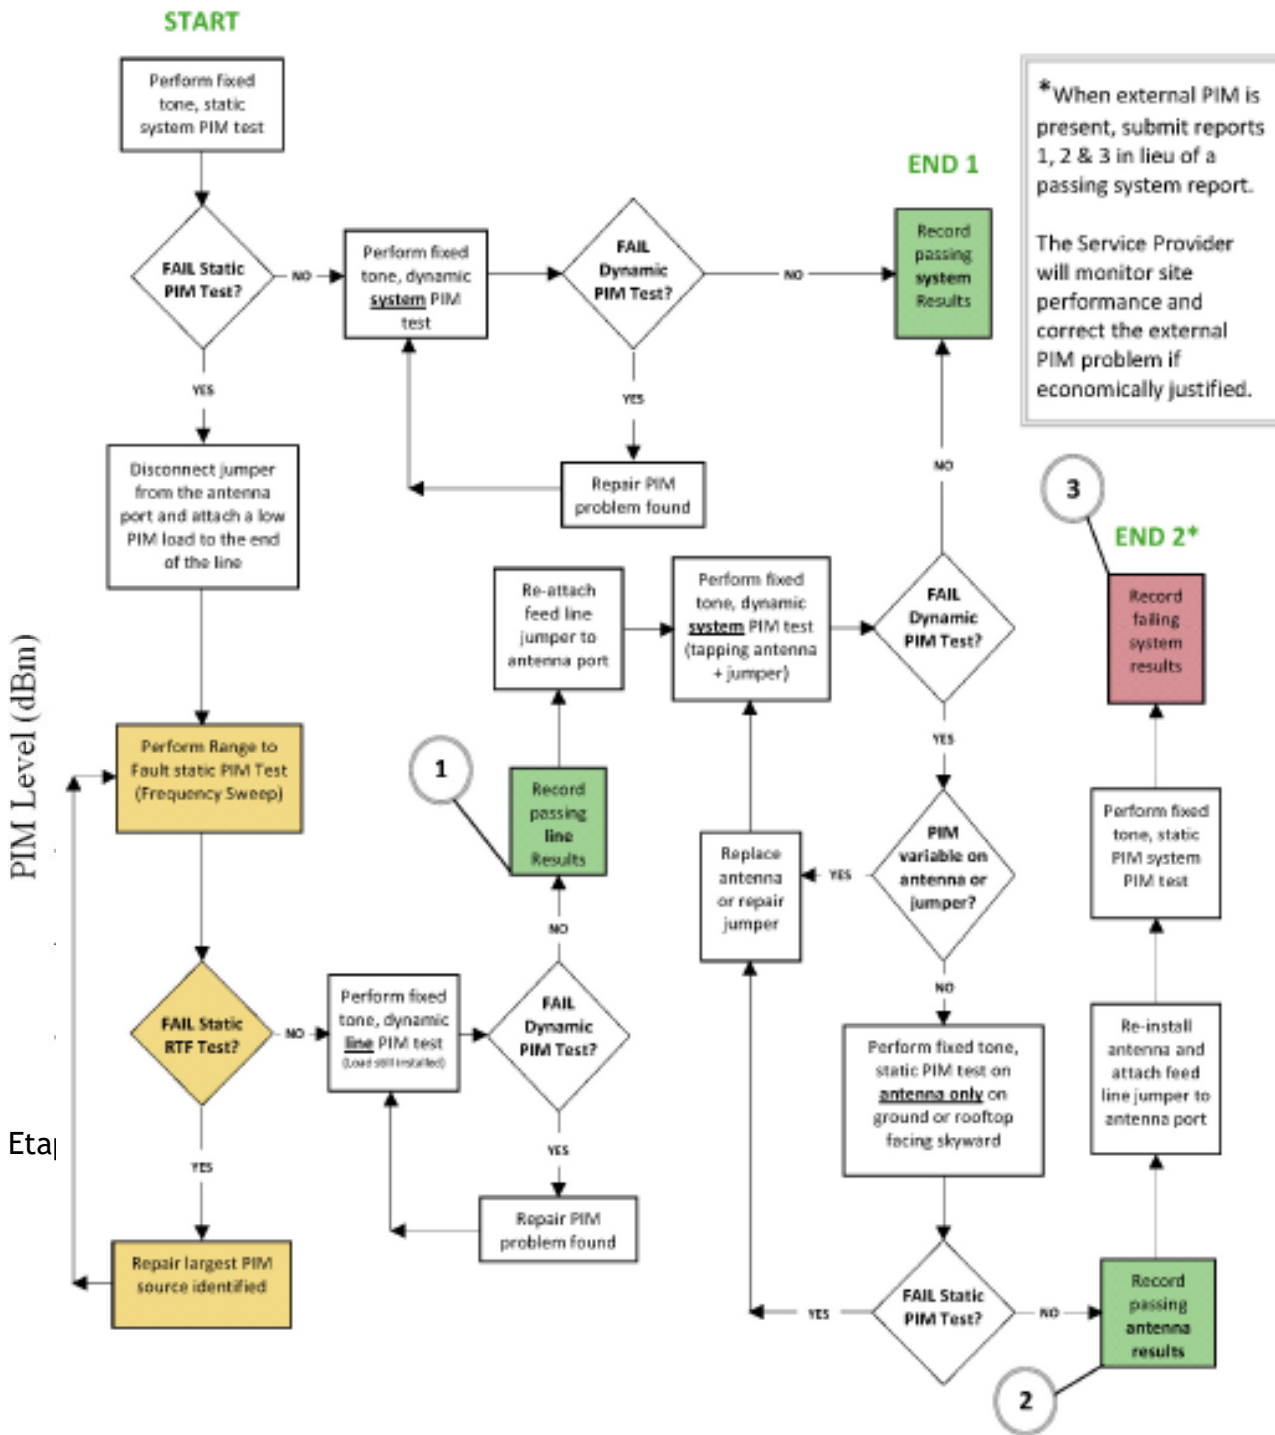 START
Perform fixed
tone, static
system PIM test
FAIL Static
PIM Test?
NO
YES
Perform fixed
tone, dynamic
system PIM
test
FAIL
Dynamic
PIM Test?
NO
YES
Repair PIM
problem found
END 1
Record
passing
system
Results
*When external PIM is
present, submit reports
1, 2 & 3 in lieu of a
passing system report.
The Service Provider
will monitor site
performance and
correct the external
PIM problem if
economically justified.
Disconnect jumper
from the antenna
port and attach a low
PIM load to the end
of the line
Perform Range to
Fault static PIM Test
(Frequency Sweep)
FAIL Static
RTF Test?
NO
YES
Repair largest PIM
source identified
Perform fixed
tone, dynamic
line PIM test
(Load still installed)
FAIL
Dynamic
PIM Test?
NO
YES
Repair PIM
problem found
1
Record
passing
line
Results
Re-attach
feed line
jumper to
antenna port
Perform fixed
tone, dynamic
system PIM test
(tapping antenna
+ jumper)
FAIL
Dynamic
PIM Test?
NO
YES
PIM
variable on
antenna or
jumper?
YES
NO
Replace
antenna
or repair
jumper
Perform fixed tone,
static PIM test on
antenna only on
ground or rooftop
facing skyward
FAIL Static
PIM Test?
YES
NO
2
Record
passing
antenna
results
Re-install
antenna and
attach feed
line jumper to
antenna port
Perform fixed
tone, static
PIM system
PIM test
3
END 2*
Record
failing
system
results
PIM Level (dBm)